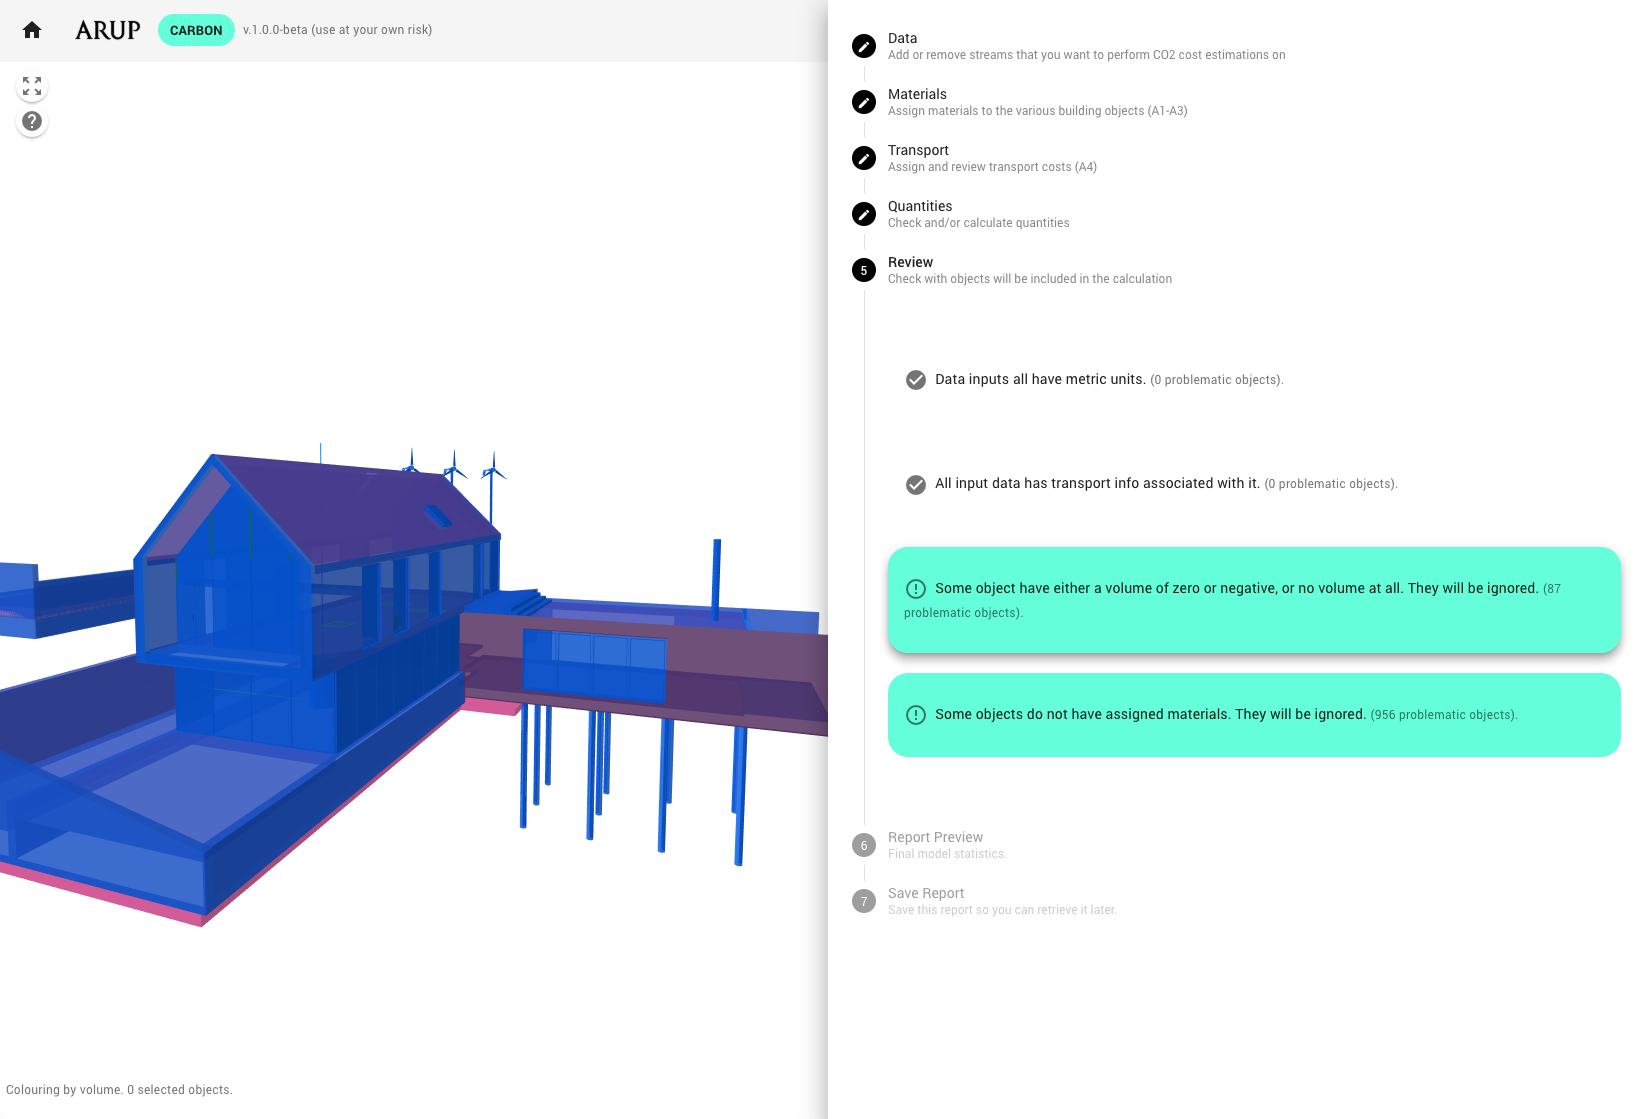 ARUP CARBON v.1.0.0-beta (use at your own risk)
Data
Add or remove streams that you want to perform CO2 cost estimations on
Materials
Assign materials to the various building objects (A1-A3)
Transport
Assign and review transport costs (A4)
Quantities
Check and/or calculate quantities
5 Review
Check with objects will be included in the calculation
Data inputs all have metric units. (0 problematic objects).
All input data has transport info associated with it. (0 problematic objects).
Some object have either a volume of zero or negative, or no volume at all. They will be ignored. (87
problematic objects).
Some objects do not have assigned materials. They will be ignored. (956 problematic objects).
6 Report Preview
Final model statistics.
7 Save Report
Save this report so you can retrieve it later.
Colouring by volume. 0 selected objects.